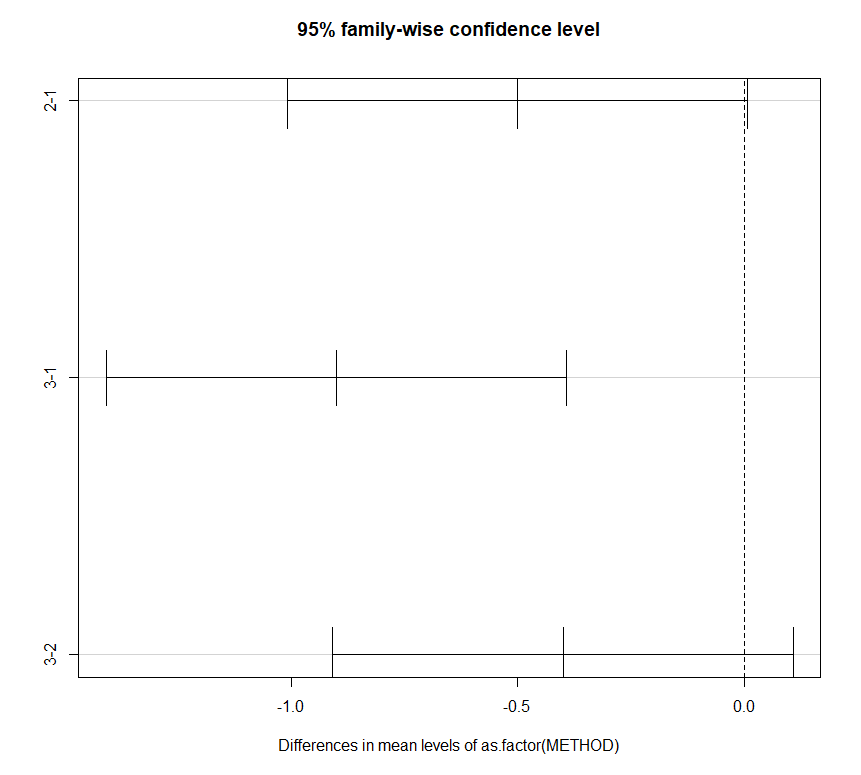 95% family-wise confidence level
2-1
3-1
3-2
-1.0 -0.5 0.0
Differences in mean levels of as.factor(METHOD)